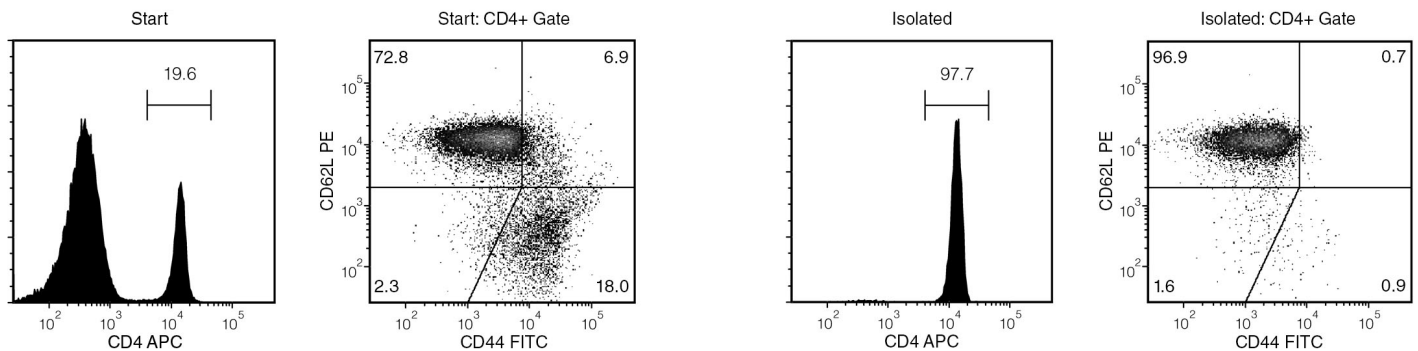 Start
Start: CD4+ Gate
Isolated
Isolated: CD4+ Gate
19.6
72.8
6.9
2.3
18.0
97.7
96.9
0.7
1.6
0.9
10^5
10^4
10^3
10^2
10^5
10^4
10^3
10^2
CD62L PE
CD62L PE
10^2 10^3 10^4 10^5
10^2 10^3 10^4 10^5
10^2 10^3 10^4 10^5
10^2 10^3 10^4 10^5
CD4 APC
CD44 FITC
CD4 APC
CD44 FITC